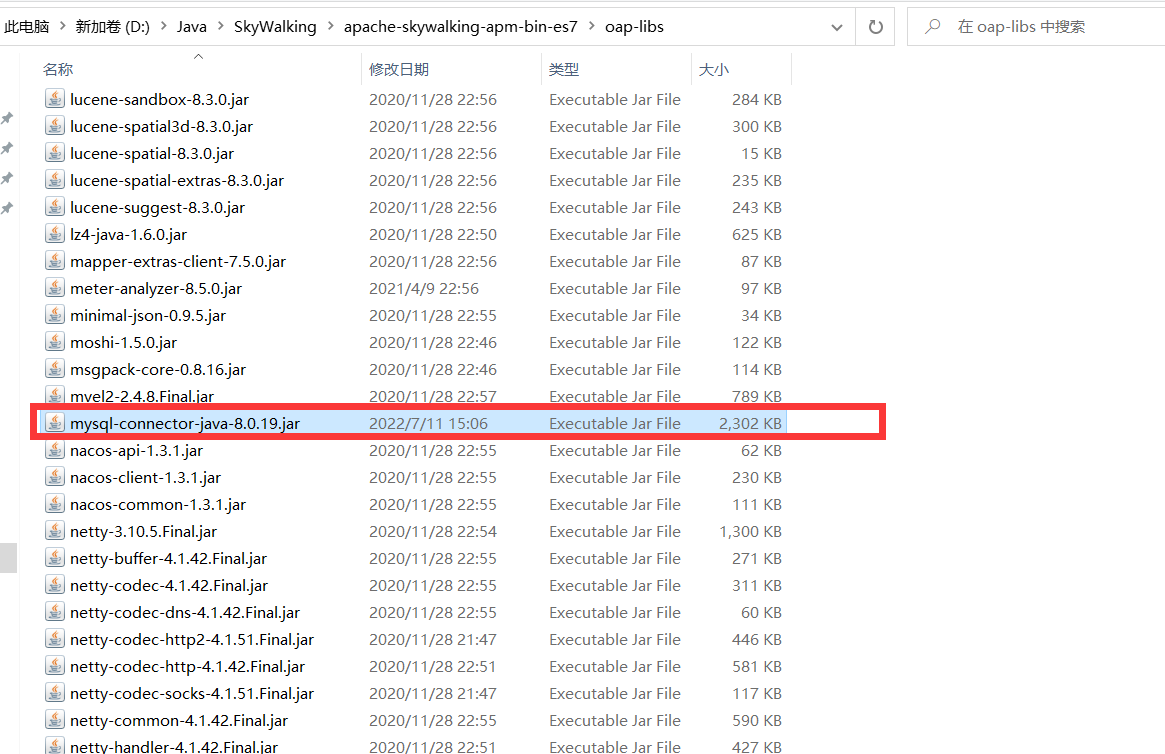 此电脑 > 新加卷 (D:) > Java > SkyWalking > apache-skywalking-apm-bin-es7 > oap-libs 在 oap-libs 中搜索
名称 修改日期 类型 大小
lucene-sandbox-8.3.0.jar 2020/11/28 22:56 Executable Jar File 284 KB
lucene-spatial3d-8.3.0.jar 2020/11/28 22:56 Executable Jar File 300 KB
lucene-spatial-8.3.0.jar 2020/11/28 22:56 Executable Jar File 15 KB
lucene-spatial-extras-8.3.0.jar 2020/11/28 22:56 Executable Jar File 235 KB
lucene-suggest-8.3.0.jar 2020/11/28 22:56 Executable Jar File 243 KB
lz4-java-1.6.0.jar 2020/11/28 22:50 Executable Jar File 625 KB
mapper-extras-client-7.5.0.jar 2020/11/28 22:56 Executable Jar File 87 KB
meter-analyzer-8.5.0.jar 2021/4/9 22:56 Executable Jar File 97 KB
minimal-json-0.9.5.jar 2020/11/28 22:55 Executable Jar File 34 KB
moshi-1.5.0.jar 2020/11/28 22:46 Executable Jar File 122 KB
msgpack-core-0.8.16.jar 2020/11/28 22:46 Executable Jar File 114 KB
mvel2-2.4.8.Final.jar 2020/11/28 22:57 Executable Jar File 789 KB
mysql-connector-java-8.0.19.jar 2022/7/11 15:06 Executable Jar File 2,302 KB
nacos-api-1.3.1.jar 2020/11/28 22:55 Executable Jar File 62 KB
nacos-client-1.3.1.jar 2020/11/28 22:55 Executable Jar File 230 KB
nacos-common-1.3.1.jar 2020/11/28 22:55 Executable Jar File 111 KB
netty-3.10.5.Final.jar 2020/11/28 22:54 Executable Jar File 1,300 KB
netty-buffer-4.1.42.Final.jar 2020/11/28 22:55 Executable Jar File 271 KB
netty-codec-4.1.42.Final.jar 2020/11/28 22:55 Executable Jar File 311 KB
netty-codec-dns-4.1.42.Final.jar 2020/11/28 22:55 Executable Jar File 60 KB
netty-codec-http2-4.1.51.Final.jar 2020/11/28 21:47 Executable Jar File 446 KB
netty-codec-http-4.1.42.Final.jar 2020/11/28 22:51 Executable Jar File 581 KB
netty-codec-socks-4.1.51.Final.jar 2020/11/28 21:47 Executable Jar File 117 KB
netty-common-4.1.42.Final.jar 2020/11/28 22:55 Executable Jar File 590 KB
netty-handler-4.1.42.Final.jar 2020/11/28 22:51 Executable Jar File 427 KB